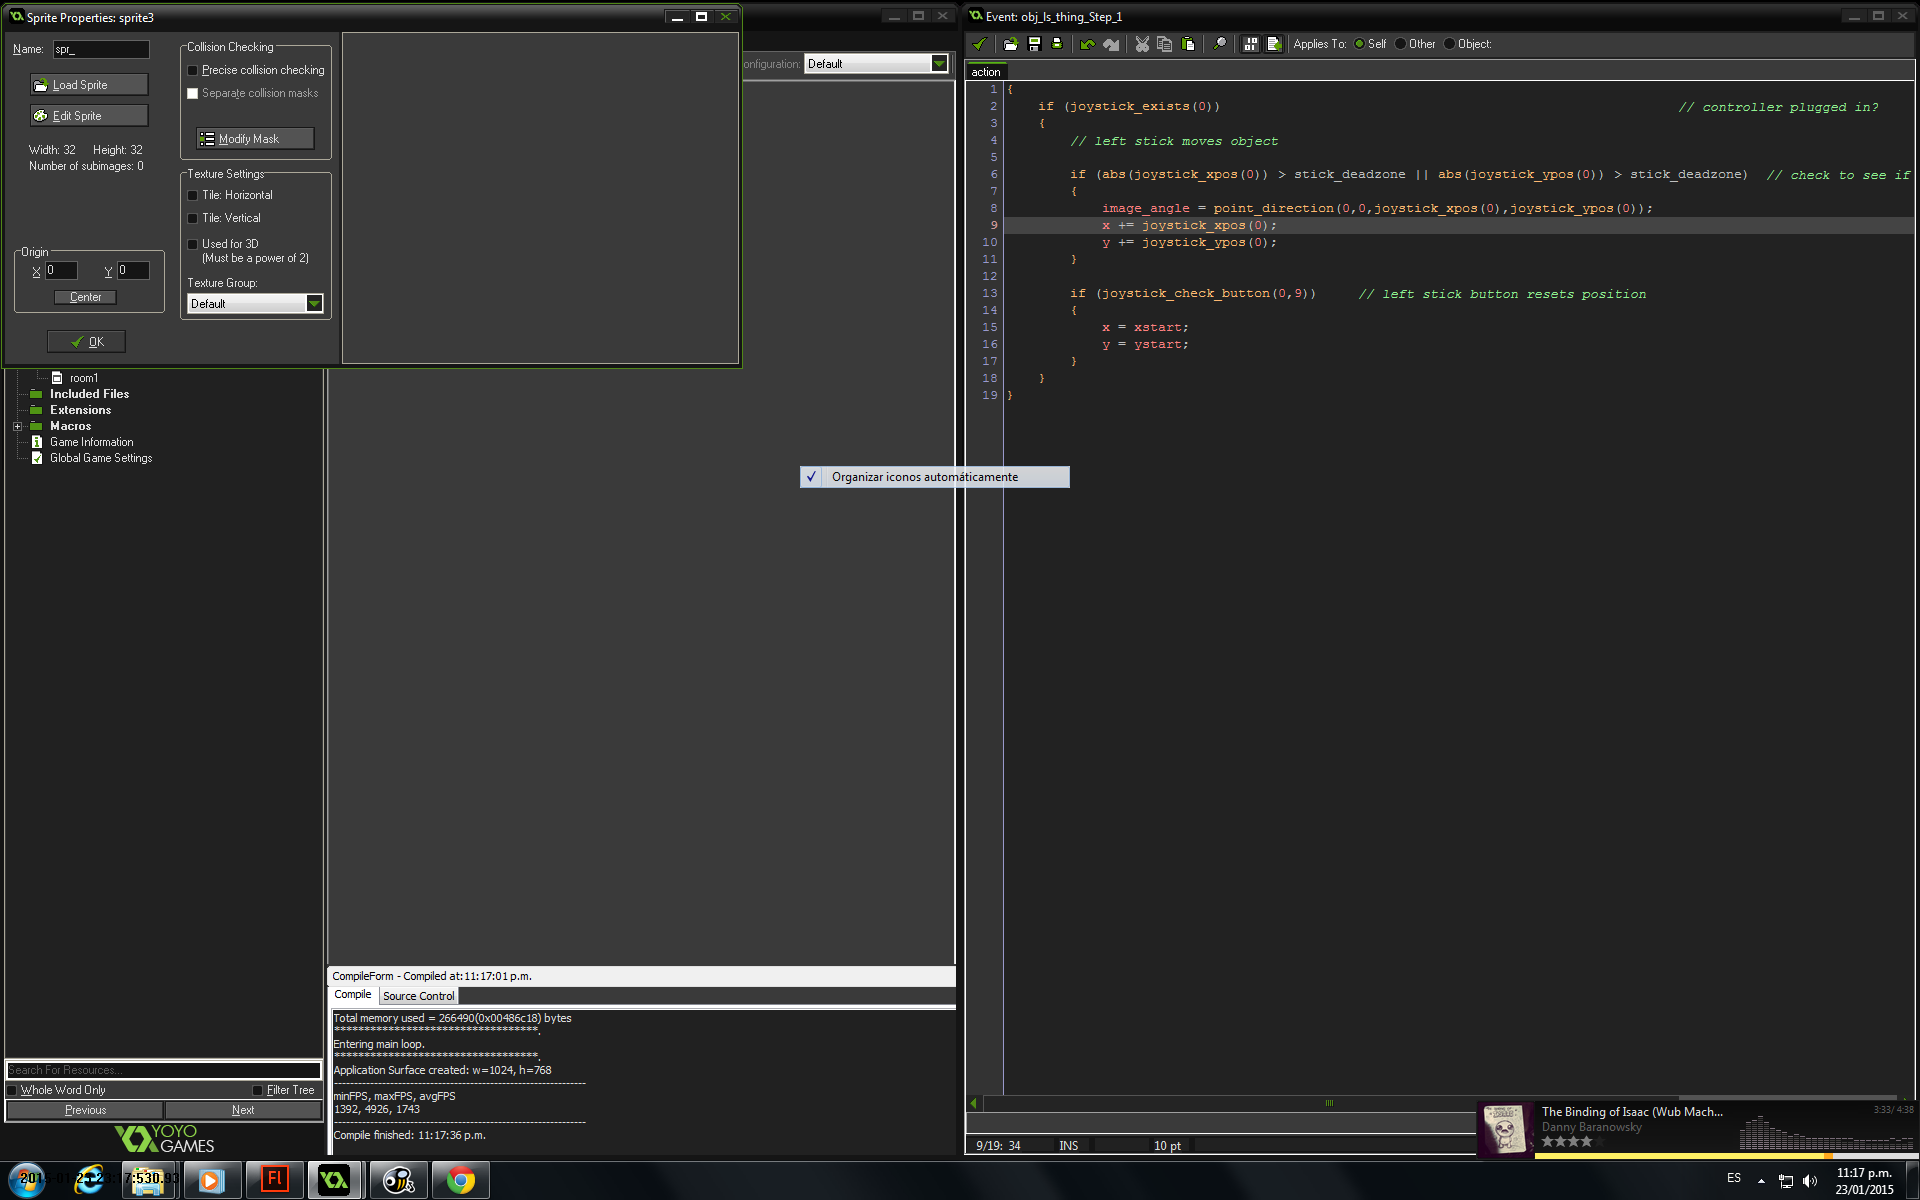 Sprite Properties: sprite3
Name: spr_
Load Sprite
Edit Sprite
Width: 32 Height: 32
Number of subimages: 0
Origin
X 0 Y 0
Center
OK
Collision Checking
Precise collision checking
Separate collision masks
Modify Mask
Texture Settings
Tile: Horizontal
Tile: Vertical
Used for 3D
(Must be a power of 2)
Texture Group:
Default
onfiguration: Default
room1
Included Files
Extensions
Macros
Game Information
Global Game Settings
Search For Resources...
Whole Word Only Filter Tree
Previous Next
YOYO
GAMES
Organizar iconos automáticamente
CompileForm - Compiled at: 11:17:01 p.m.
Compile Source Control
Total memory used = 266490(0x00486c18) bytes
**********************************.
Entering main loop.
**********************************.
Application Surface created: w=1024, h=768
minFPS, maxFPS, avgFPS
1392, 4926, 1743
Compile finished: 11:17:36 p.m.
Event: obj_ls_thing_Step_1
Applies To: Self Other Object:
action
1 {
2 if (joystick_exists(0)) // controller plugged in?
3 {
4 // left stick moves object
5
6 if (abs(joystick_xpos(0)) > stick_deadzone || abs(joystick_ypos(0)) > stick_deadzone) // check to see if
7 {
8 image_angle = point_direction(0,0,joystick_xpos(0),joystick_ypos(0));
9 x += joystick_xpos(0);
10 y += joystick_ypos(0);
11 }
12
13 if (joystick_check_button(0,9)) // left stick button resets position
14 {
15 x = xstart;
16 y = ystart;
17 }
18 }
19 }
9/19: 34 INS 10 pt
The Binding of Isaac (Wub Mach... 3:33/ 4:38
Danny Baranowsky
Fl
ES
11:17 p.m.
23/01/2015